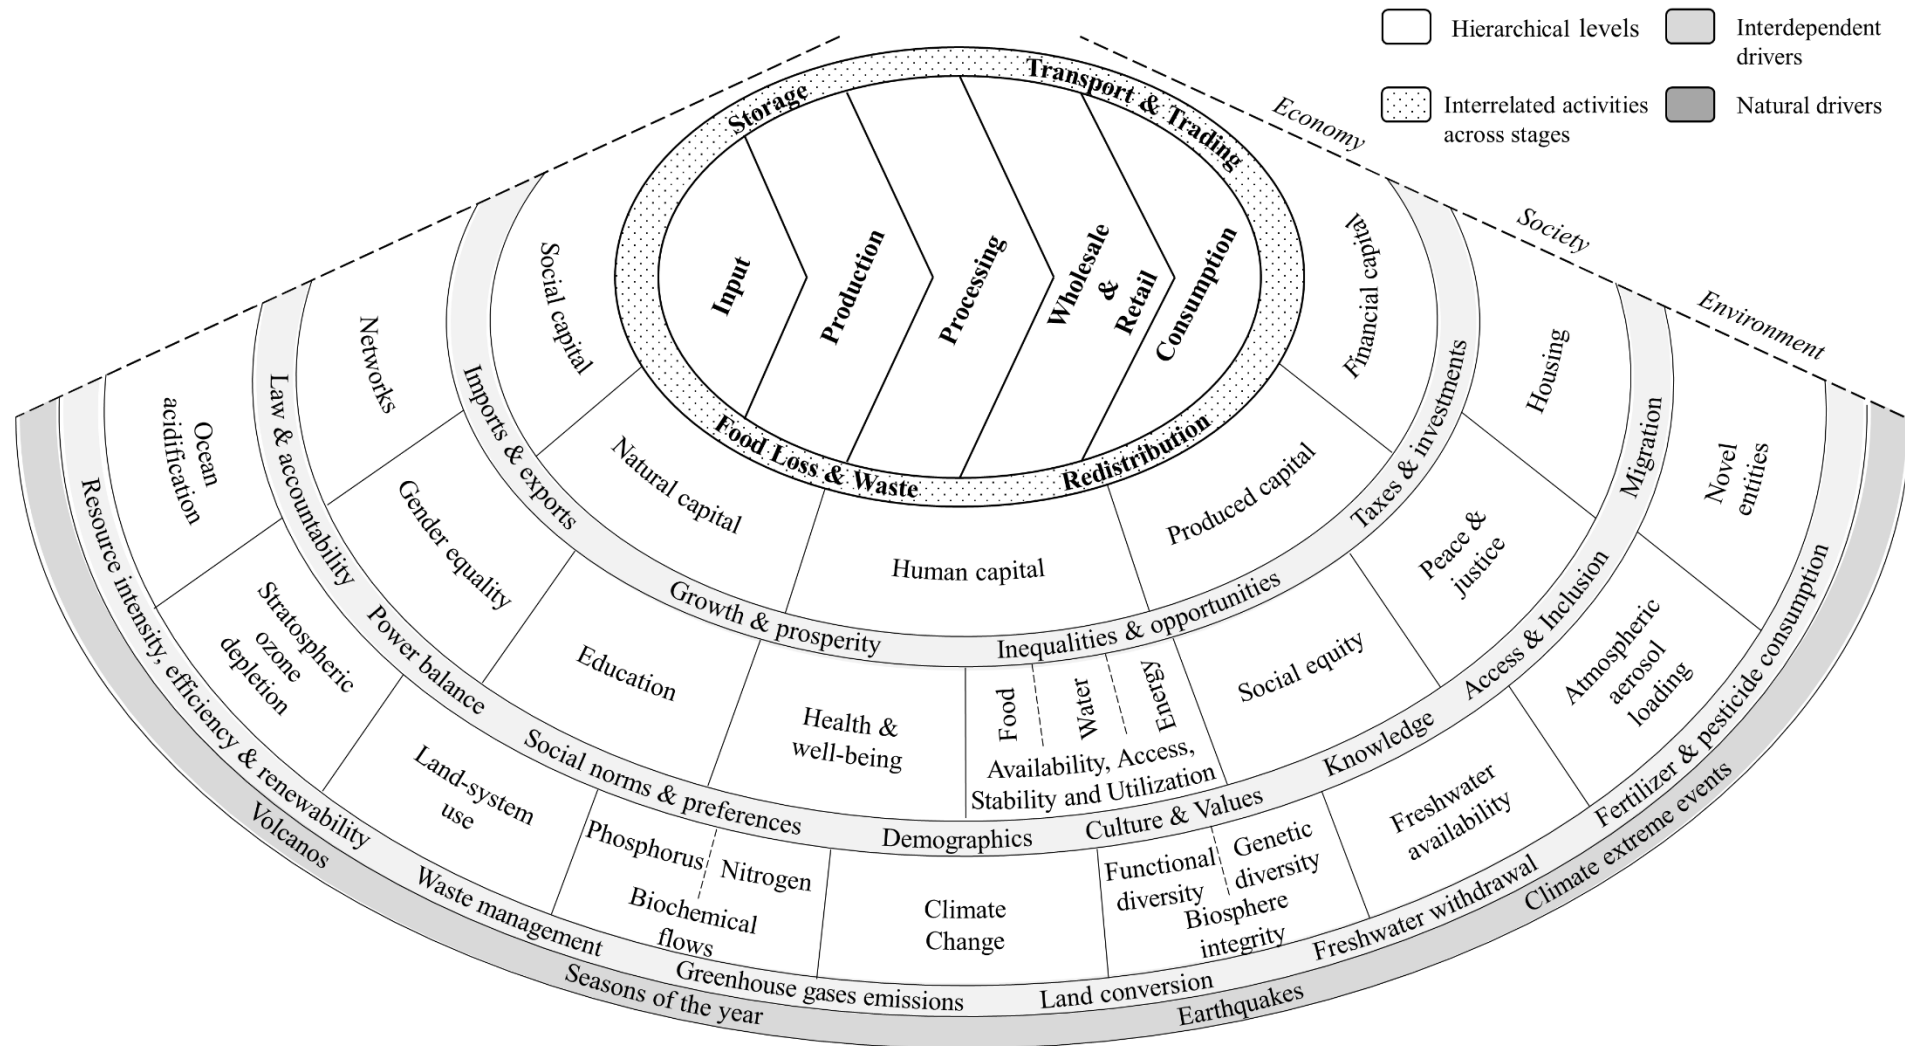 Hierarchical levels
Interdependent
drivers
Interrelated activities
across stages
Natural drivers
Economy
Society
Environment
Storage
Transport & Trading
Food Loss & Waste
Redistribution
Input
Production
Processing
Wholesale
&
Retail
Consumption
Social capital
Natural capital
Human capital
Produced capital
Financial capital
Imports & exports
Growth & prosperity
Inequalities & opportunities
Taxes & investments
Networks
Gender equality
Education
Health &
well-being
Food
Water
Energy
Availability, Access,
Stability and Utilization
Social equity
Peace &
justice
Housing
Law & accountability
Power balance
Social norms & preferences
Demographics
Culture & Values
Knowledge
Access & Inclusion
Migration
Ocean
acidification
Stratospheric
ozone
depletion
Land-system
use
Phosphorus
Nitrogen
Biochemical
flows
Climate
Change
Functional
diversity
Genetic
diversity
Biosphere
integrity
Freshwater
availability
Atmospheric
aerosol
loading
Novel
entities
Resource intensity, efficiency & renewability
Waste management
Greenhouse gases emissions
Land conversion
Freshwater withdrawal
Fertilizer & pesticide consumption
Volcanos
Seasons of the year
Earthquakes
Climate extreme events